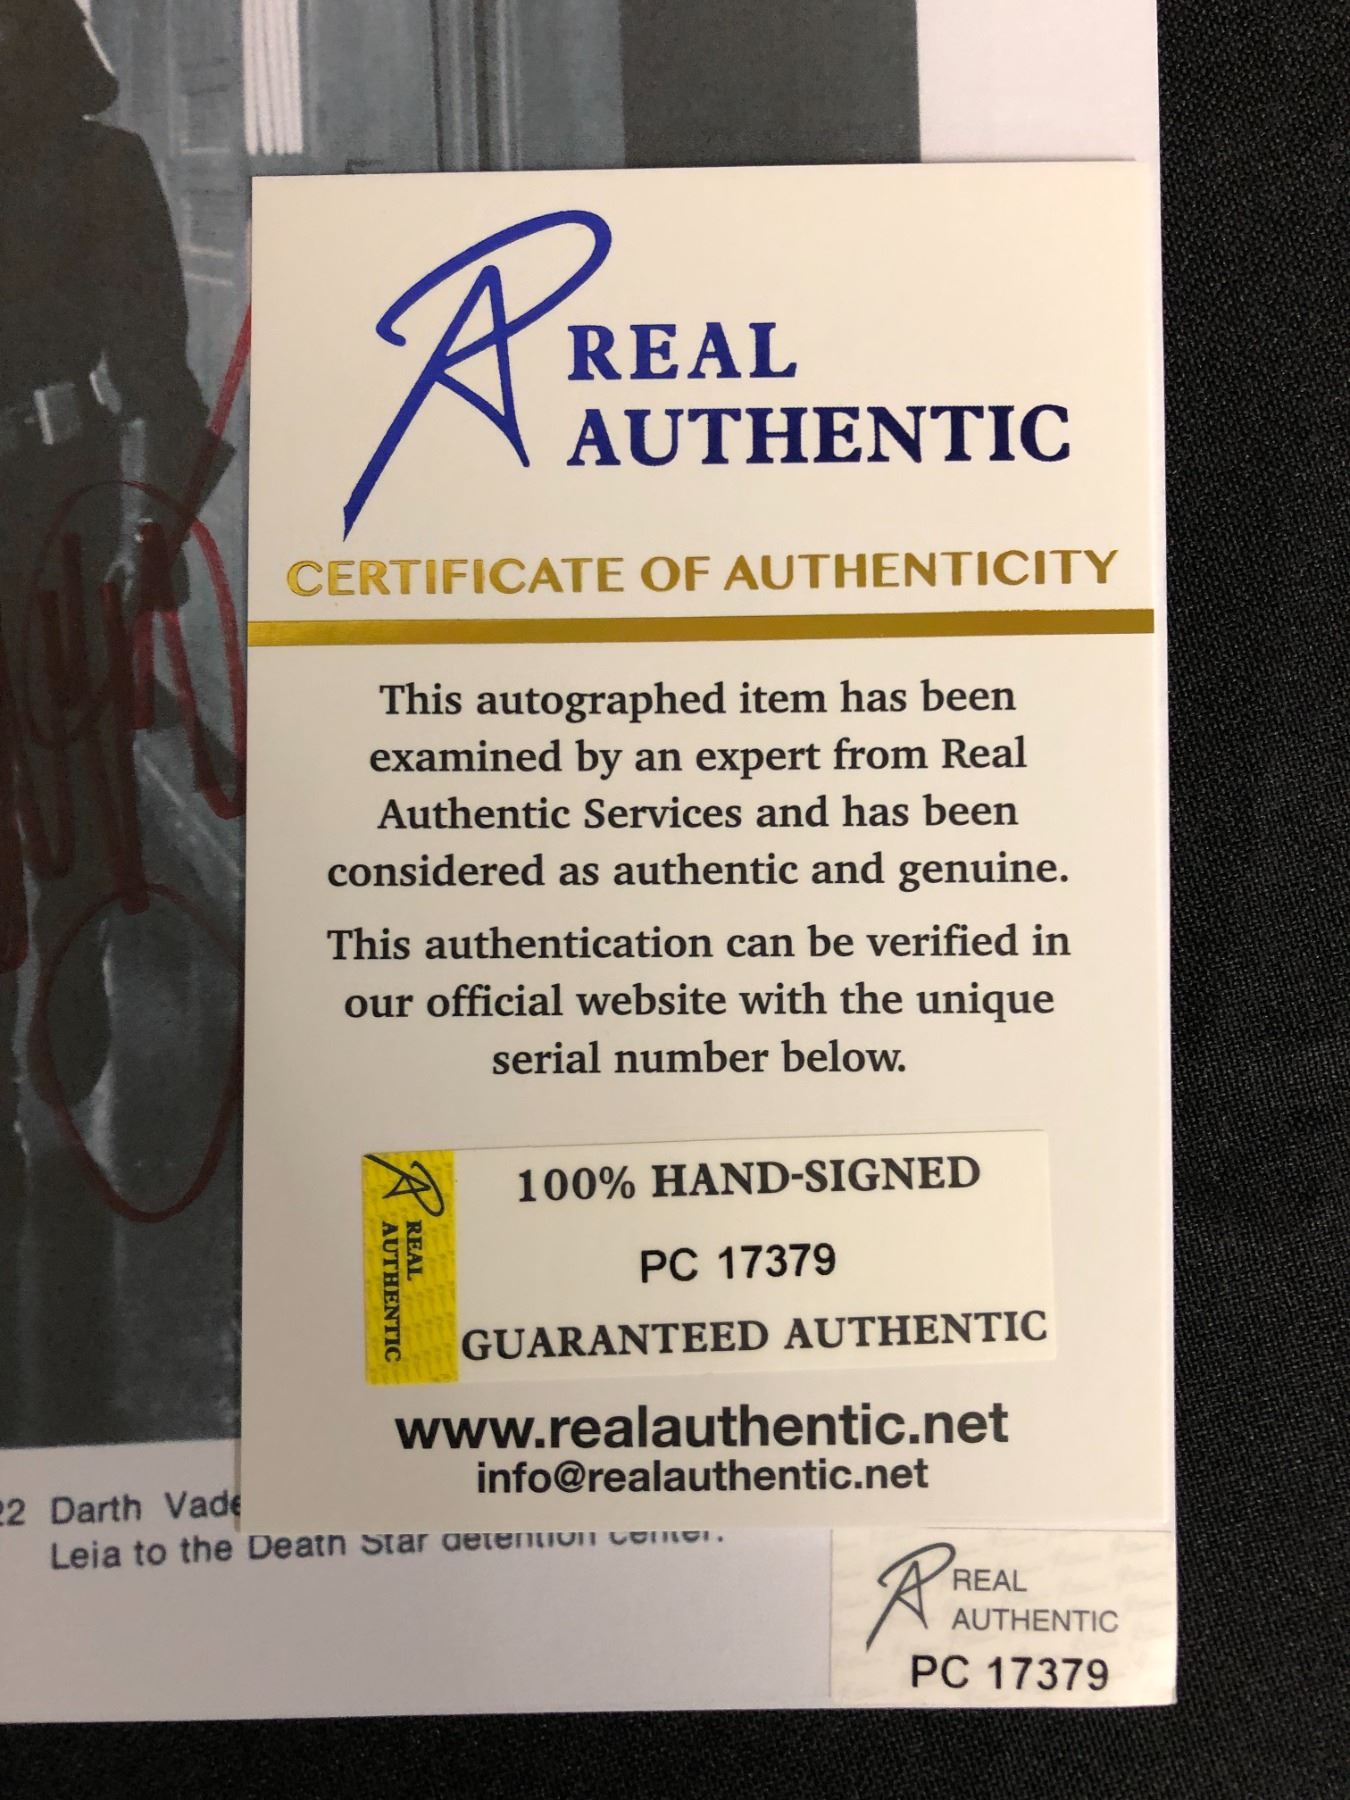 REAL
AUTHENTIC
CERTIFICATE OF AUTHENTICITY
This autographed item has been
examined by an expert from Real
Authentic Services and has been
considered as authentic and genuine.
This authentication can be verified in
our official website with the unique
serial number below.
REAL
AUTHENTIC
100% HAND-SIGNED
PC 17379
GUARANTEED AUTHENTIC
www.realauthentic.net
info@realauthentic.net
22 Darth Vade
Leia to the Death Star detention center.
REAL
AUTHENTIC
PC 17379